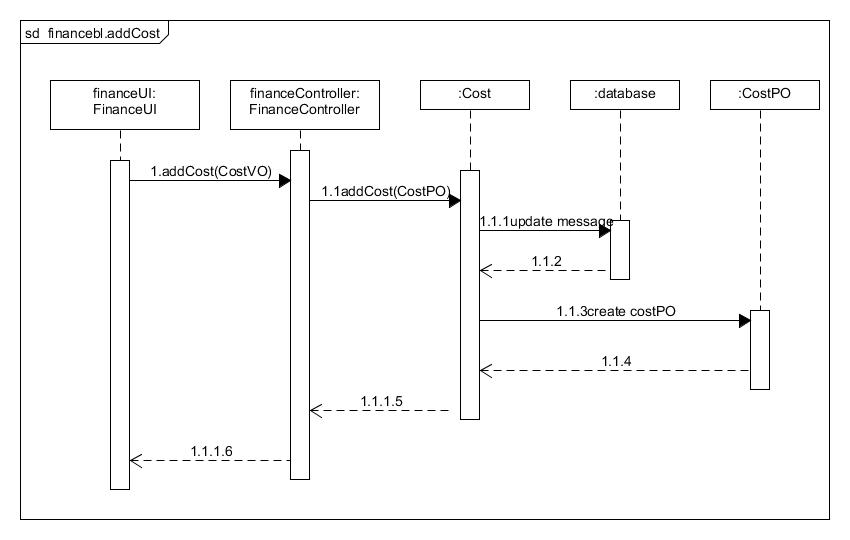 sd financebl.addCost
financeUI:
FinanceUI
financeController:
FinanceController
:Cost
:database
:CostPO
1.addCost(CostVO)
1.1addCost(CostPO)
1.1.1update message
1.1.2
1.1.3create costPO
1.1.4
1.1.1.5
1.1.1.6